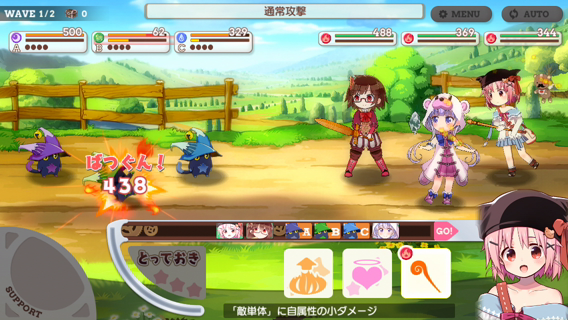 WAVE 1/2 0
通常攻撃
MENU
AUTO
500
A
62
B
329
C
488
369
344
ばつぐん!
438
A B C GO!
とっておき
SUPPORT
「敵単体」に自属性の小ダメージ